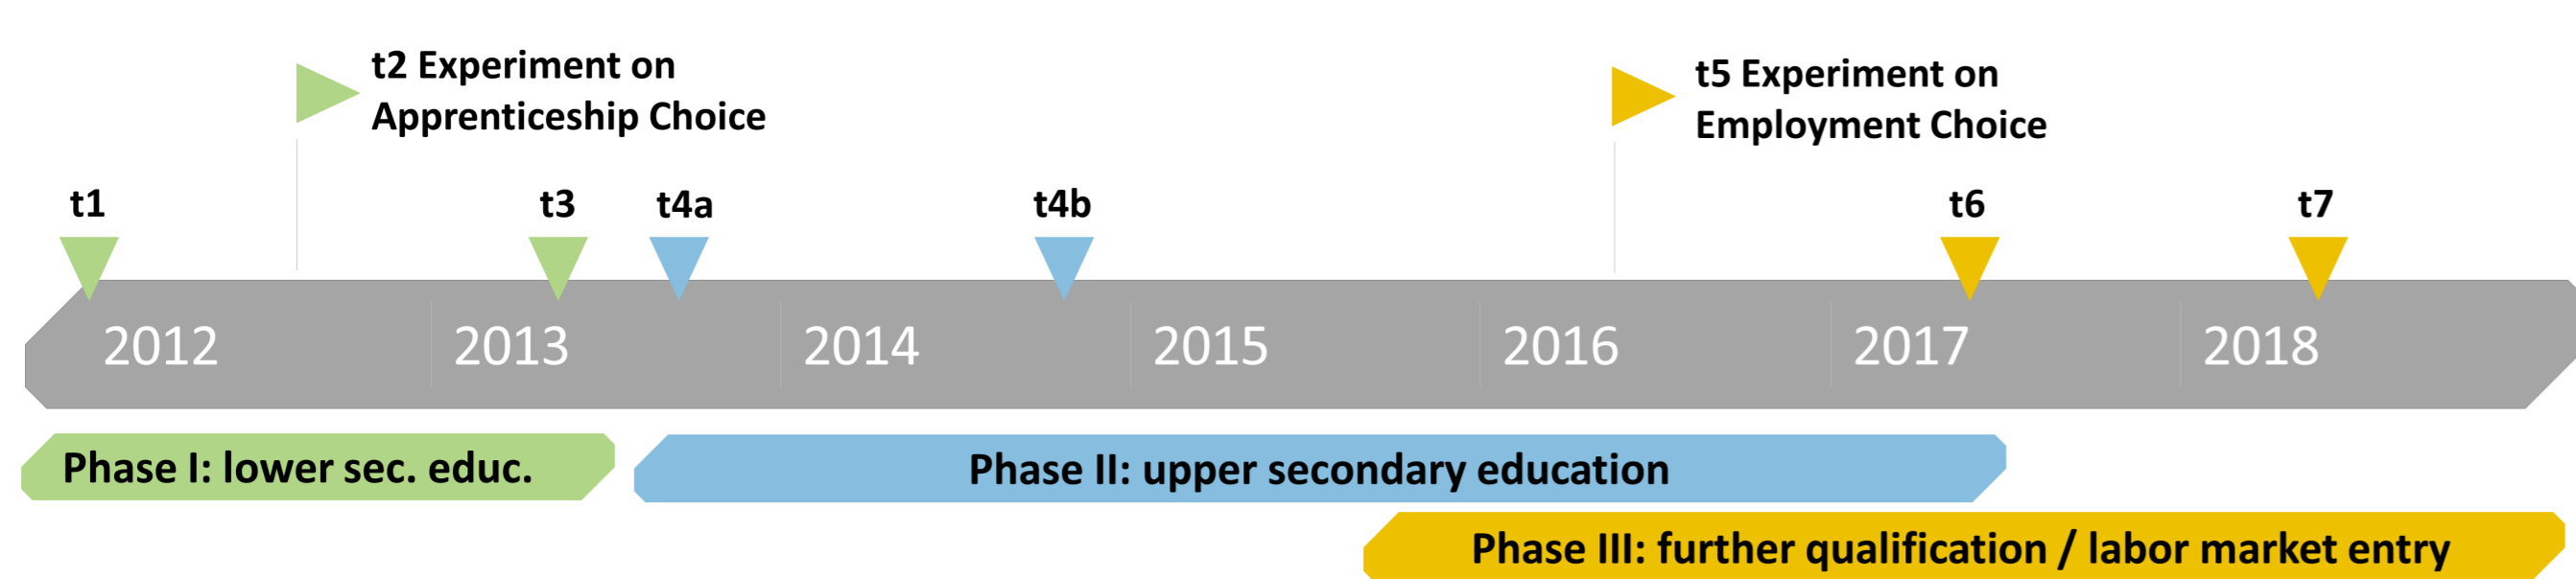 t2 Experiment on
Apprenticeship Choice
t5 Experiment on
Employment Choice
t1
t3
t4a
t4b
t6
t7
2012
2013
2014
2015
2016
2017
2018
Phase I: lower sec. educ.
Phase II: upper secondary education
Phase III: further qualification / labor market entry